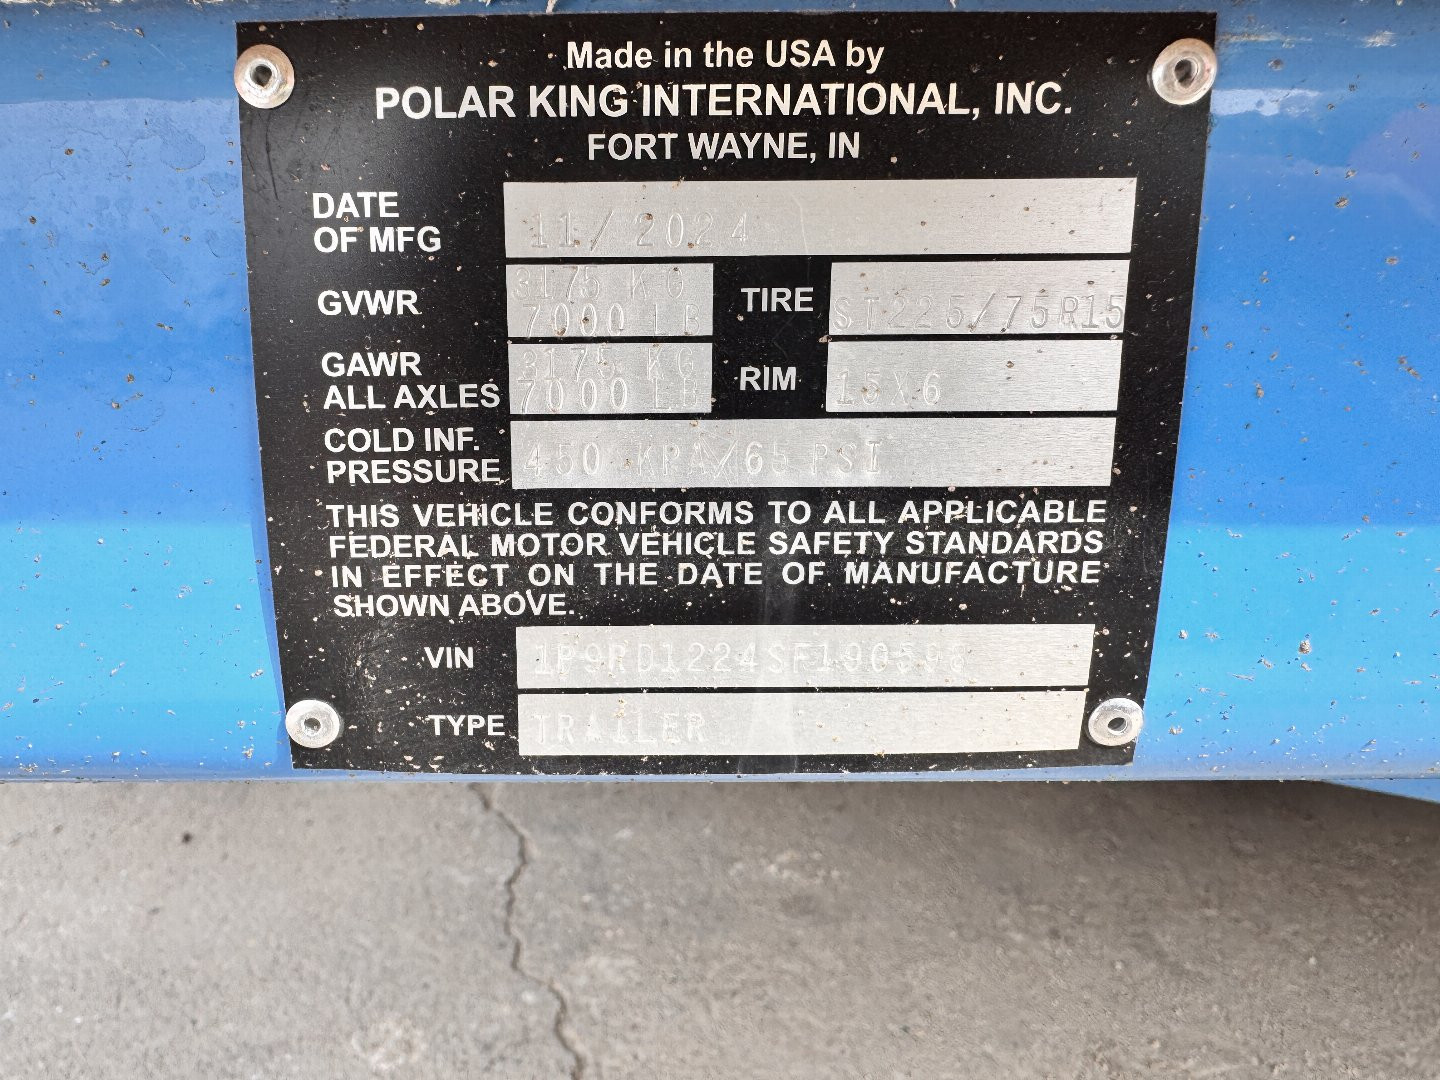 Made in the USA by
POLAR KING INTERNATIONAL, INC.
FORT WAYNE, IN
DATE
OF MFG
11/2024
GVWR
3175 KG
7000 LB
TIRE
ST225/75R15
GAWR
ALL AXLES
3175 KG
7000 LB
RIM
15X6
COLD INF.
PRESSURE
450 KPA/65 PSI
THIS VEHICLE CONFORMS TO ALL APPLICABLE
FEDERAL MOTOR VEHICLE SAFETY STANDARDS
IN EFFECT ON THE DATE OF MANUFACTURE
SHOWN ABOVE.
VIN
TYPE
TRAILER